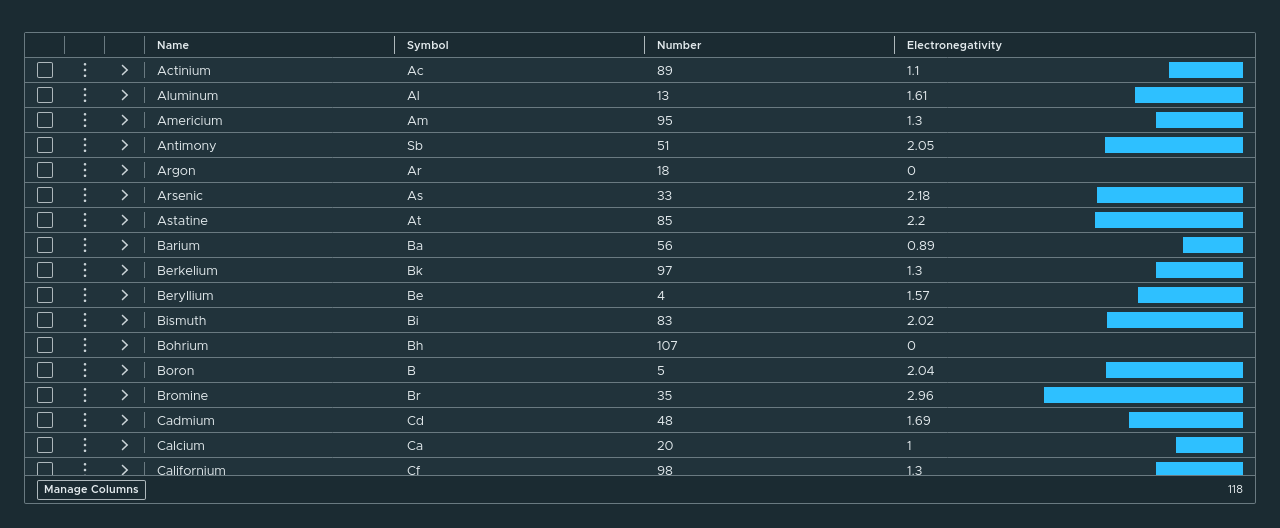 Name Symbol Number Electronegativity
Actinium Ac 89 1.1
Aluminum Al 13 1.61
Americium Am 95 1.3
Antimony Sb 51 2.05
Argon Ar 18 0
Arsenic As 33 2.18
Astatine At 85 2.2
Barium Ba 56 0.89
Berkelium Bk 97 1.3
Beryllium Be 4 1.57
Bismuth Bi 83 2.02
Bohrium Bh 107 0
Boron B 5 2.04
Bromine Br 35 2.96
Cadmium Cd 48 1.69
Calcium Ca 20 1
Californium Cf 98 1.3
Manage Columns 118